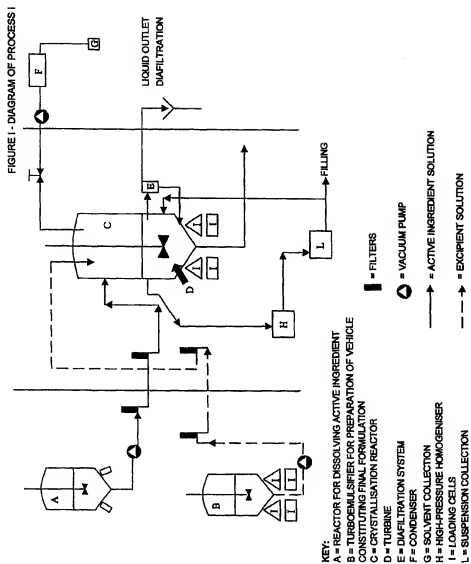 FIGURE I - DIAGRAM OF PROCESS I
G
F
LIQUID OUTLET
DIAFILTRATION
C
E
D
I
I
I
I
A
B
I
I
I
I
H
L
FILLING
KEY:
A = REACTOR FOR DISSOLVING ACTIVE INGREDIENT
B = TURBOEMULSIFIER FOR PREPARATION OF VEHICLE
CONSTITUTING FINAL FORMULATION
C = CRYSTALLISATION REACTOR
D = TURBINE
E = DIAFILTRATION SYSTEM
F = CONDENSER
G = SOLVENT COLLECTION
H = HIGH-PRESSURE HOMOGENISER
I = LOADING CELLS
L = SUSPENSION COLLECTION
= FILTERS
= VACUUM PUMP
= ACTIVE INGREDIENT SOLUTION
= EXCIPIENT SOLUTION